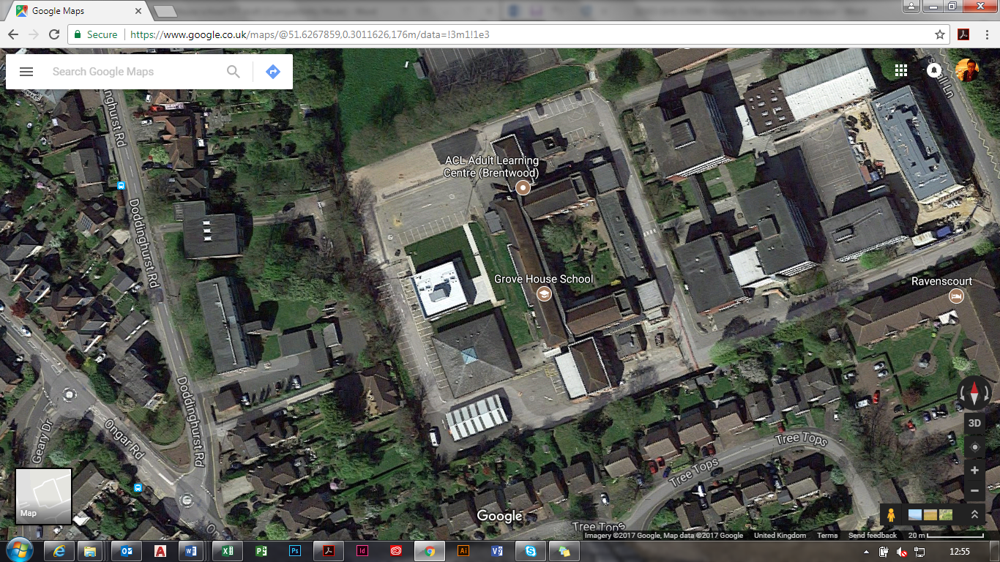 Google Maps
Secure
https://www.google.co.uk/maps/@51.6267859,0.3011626,176m/data=!3m1!1e3
Search Google Maps
Doddinghurst Rd
ACL Adult Learning
Centre (Brentwood)
Grove House School
Ravenscourt
Doddinghurst Rd
Geary Dr
Ongar Rd
Tree Tops
Tree Tops
Tree Tops
3D
Map
Google
Imagery ©2017 Google, Map data ©2017 Google
United Kingdom
Terms
Send feedback
20 m
12:55